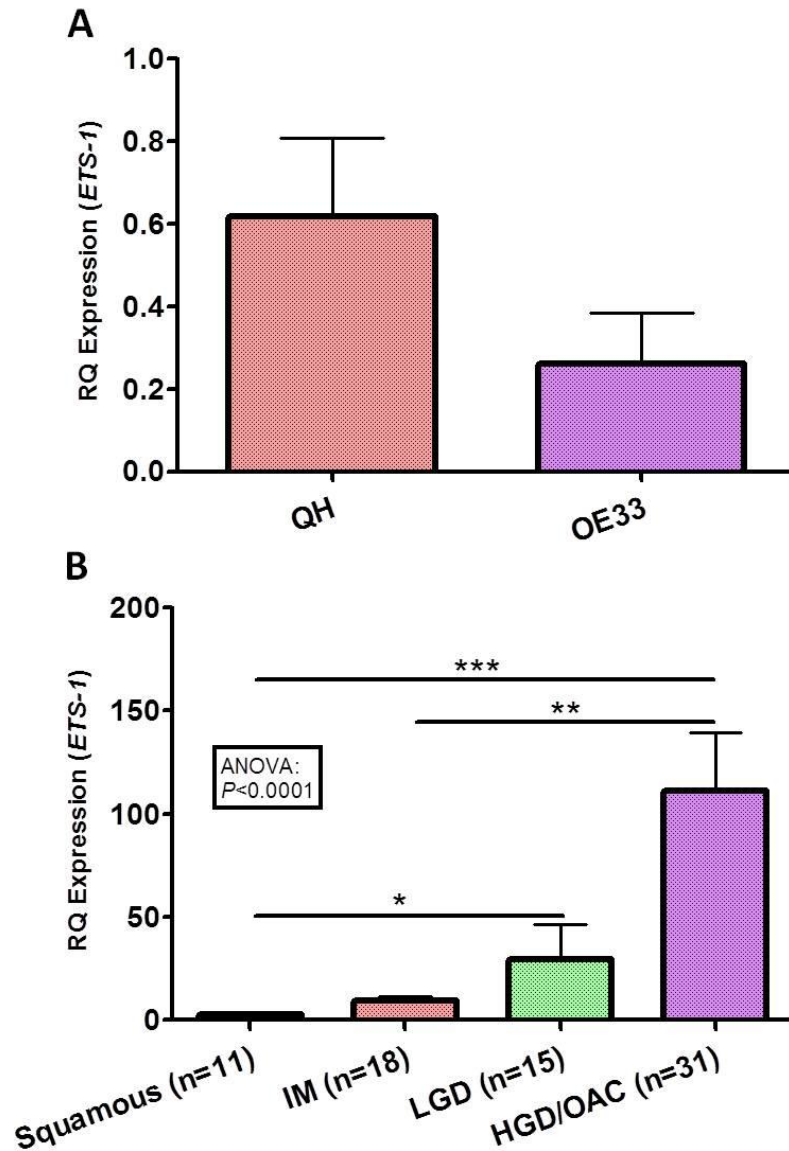 A
RQ Expression (ETS-1)
1.0
0.8
0.6
0.4
0.2
0.0
QH
OE33
B
RQ Expression (ETS-1)
200
150
100
50
0
***
**
ANOVA:
P<0.0001
*
Squamous (n=11)
IM (n=18)
LGD (n=15)
HGD/OAC (n=31)